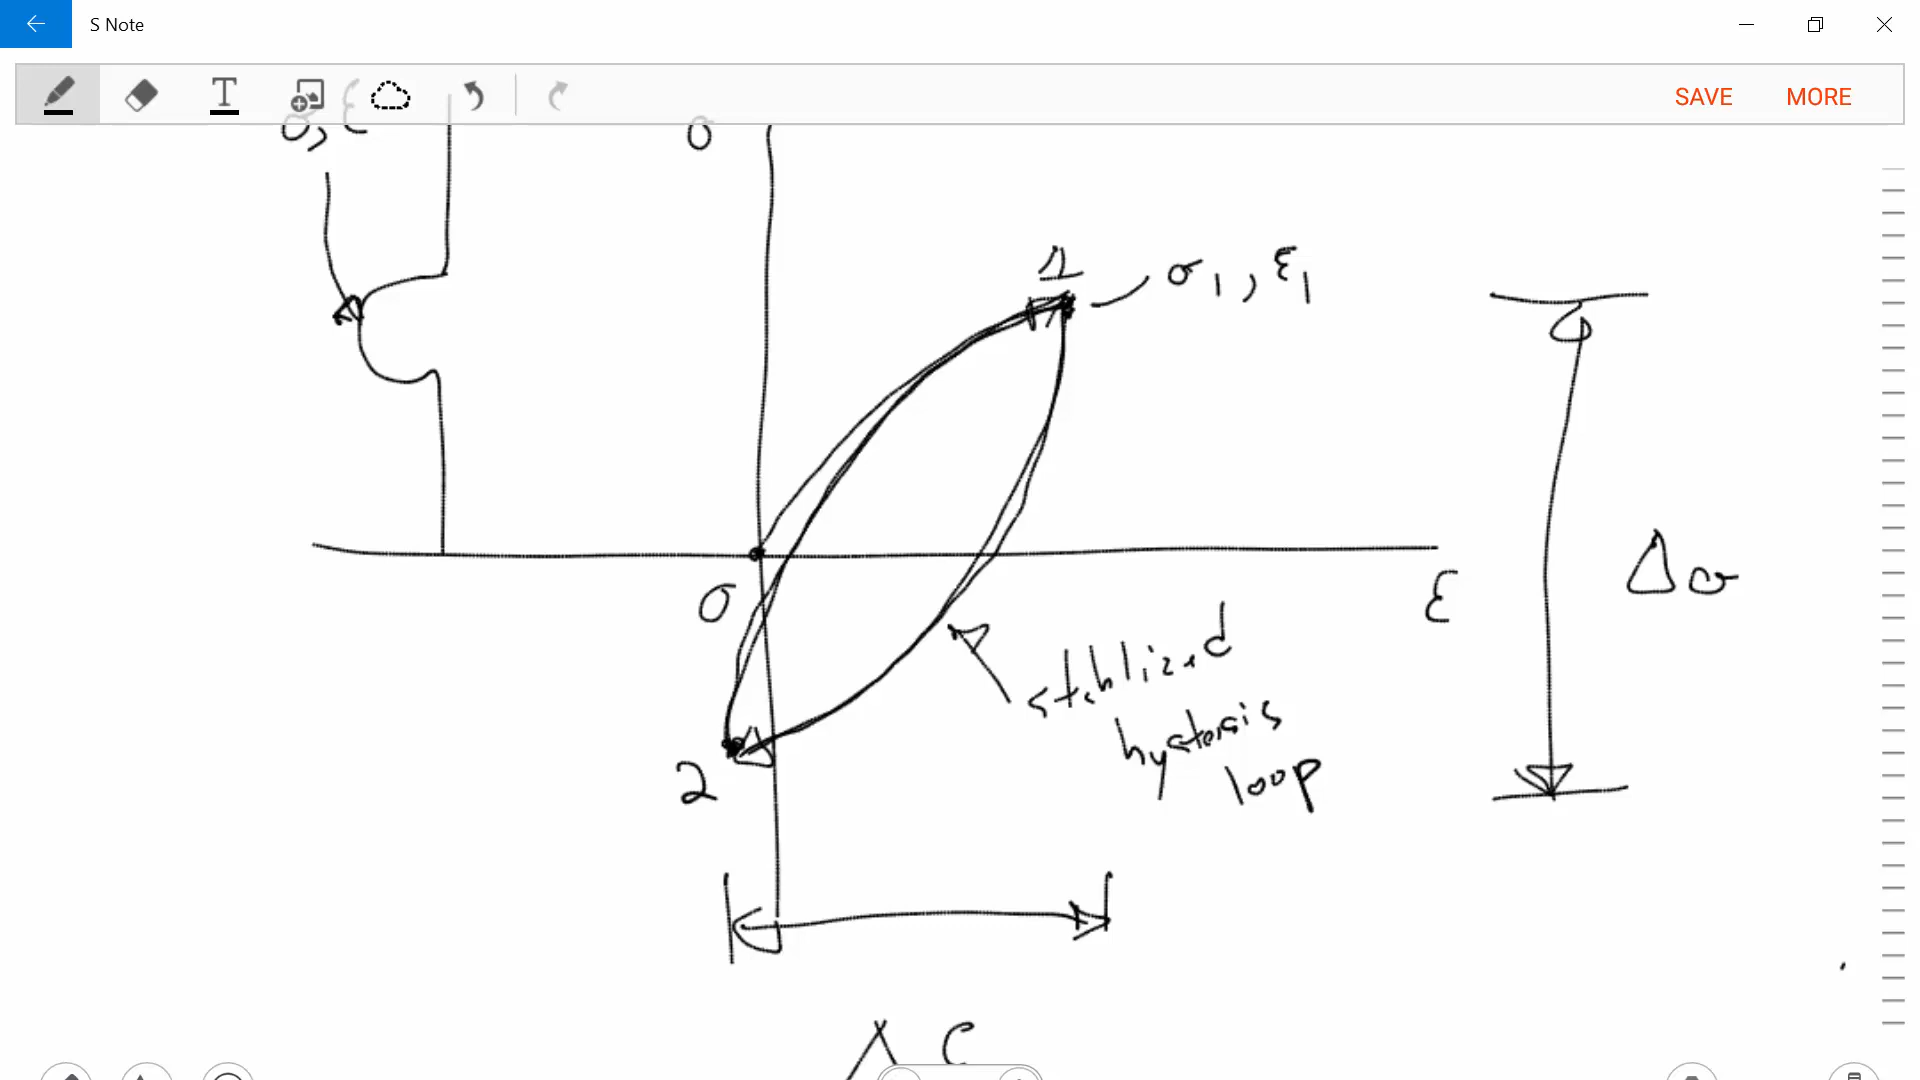 S Note
T
SAVE
MORE
σ, ε
σ
1
σ1, ε1
0
ε
Δσ
stablized
hysteresis
loop
2
Δε